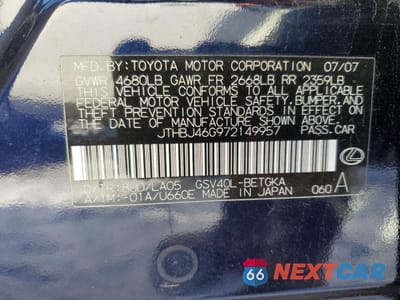 MFD. BY TOYOTA MOTOR CORPORATION 07/07
GVWR 4680LB GAWR FR 2668LB RR 2359LB
THIS VEHICLE CONFORMS TO ALL APPLICABLE
FEDERAL MOTOR VEHICLE SAFETY, BUMPER, AND
THEFT PREVENTION STANDARDS IN EFFECT ON
THE DATE OF MANUFACTURE SHOWN ABOVE.
JTHBJ46G972149957 PASS. CAR
C/TR:8J0/LA05 GSV40L-BETGKA
A/TM:-01A/U660E MADE IN JAPAN 060 A
66 NEXTCAR